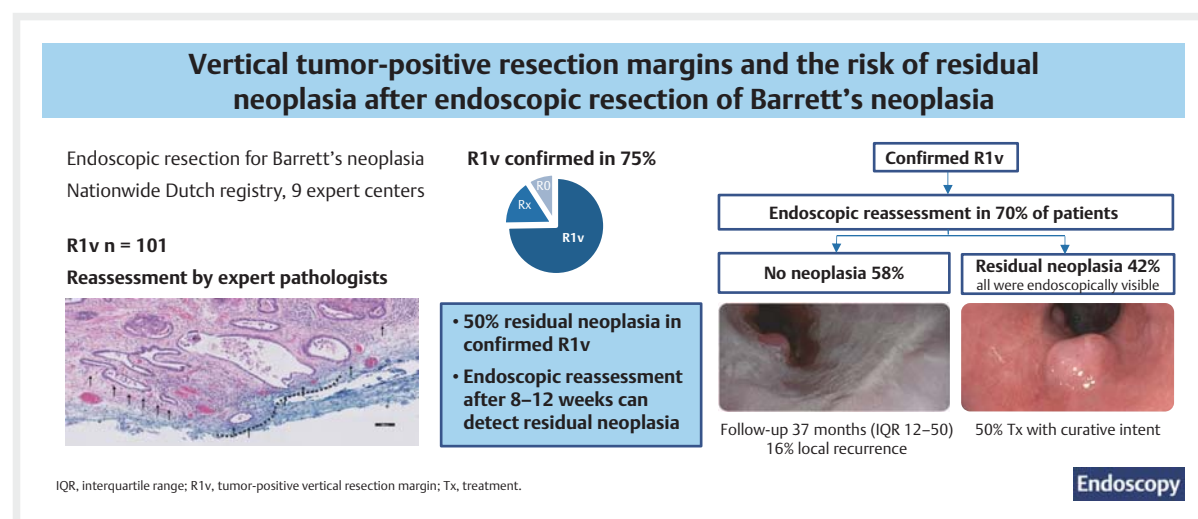 Vertical tumor-positive resection margins and the risk of residual
neoplasia after endoscopic resection of Barrett’s neoplasia
Endoscopic resection for Barrett’s neoplasia
Nationwide Dutch registry, 9 expert centers
R1v n = 101
Reassessment by expert pathologists
R1v confirmed in 75%
R0
Rx
R1v
• 50% residual neoplasia in
confirmed R1v
• Endoscopic reassessment
after 8–12 weeks can
detect residual neoplasia
Confirmed R1v
Endoscopic reassessment in 70% of patients
No neoplasia 58%
Residual neoplasia 42%
all were endoscopically visible
Follow-up 37 months (IQR 12–50)
16% local recurrence
50% Tx with curative intent
IQR, interquartile range; R1v, tumor-positive vertical resection margin; Tx, treatment.
Endoscopy